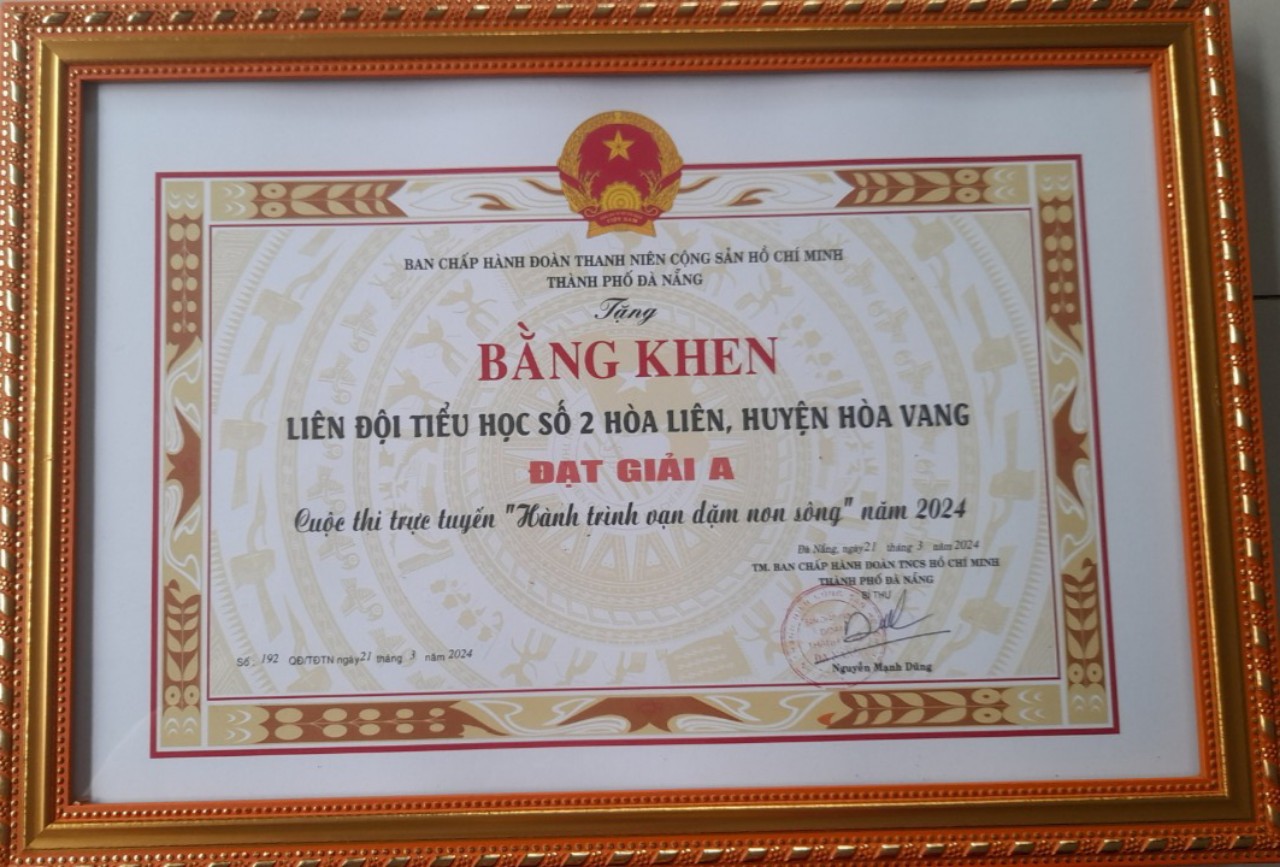 VIỆT NAM
BAN CHẤP HÀNH ĐOÀN THANH NIÊN CỘNG SẢN HỒ CHÍ MINH
THÀNH PHỐ ĐÀ NẴNG
Tặng
BẰNG KHEN
LIÊN ĐỘI TIỂU HỌC SỐ 2 HÒA LIÊN, HUYỆN HÒA VANG
ĐẠT GIẢI A
Cuộc thi trực tuyến "Hành trình vạn dặm non sông" năm 2024
Đà Nẵng, ngày 21 tháng 3 năm 2024
TM. BAN CHẤP HÀNH ĐOÀN TNCS HỒ CHÍ MINH
THÀNH PHỐ ĐÀ NẴNG
BÍ THƯ
Nguyễn Mạnh Dũng
Số: 192 QĐ/TĐTN ngày 21 tháng 3 năm 2024